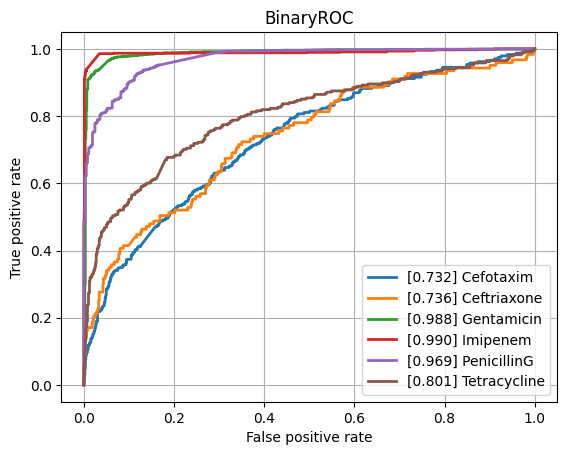 BinaryROC
True positive rate
1.0
0.8
0.6
0.4
0.2
0.0
[0.732] Cefotaxim
[0.736] Ceftriaxone
[0.988] Gentamicin
[0.990] Imipenem
[0.969] PenicillinG
[0.801] Tetracycline
0.0 0.2 0.4 0.6 0.8 1.0
False positive rate